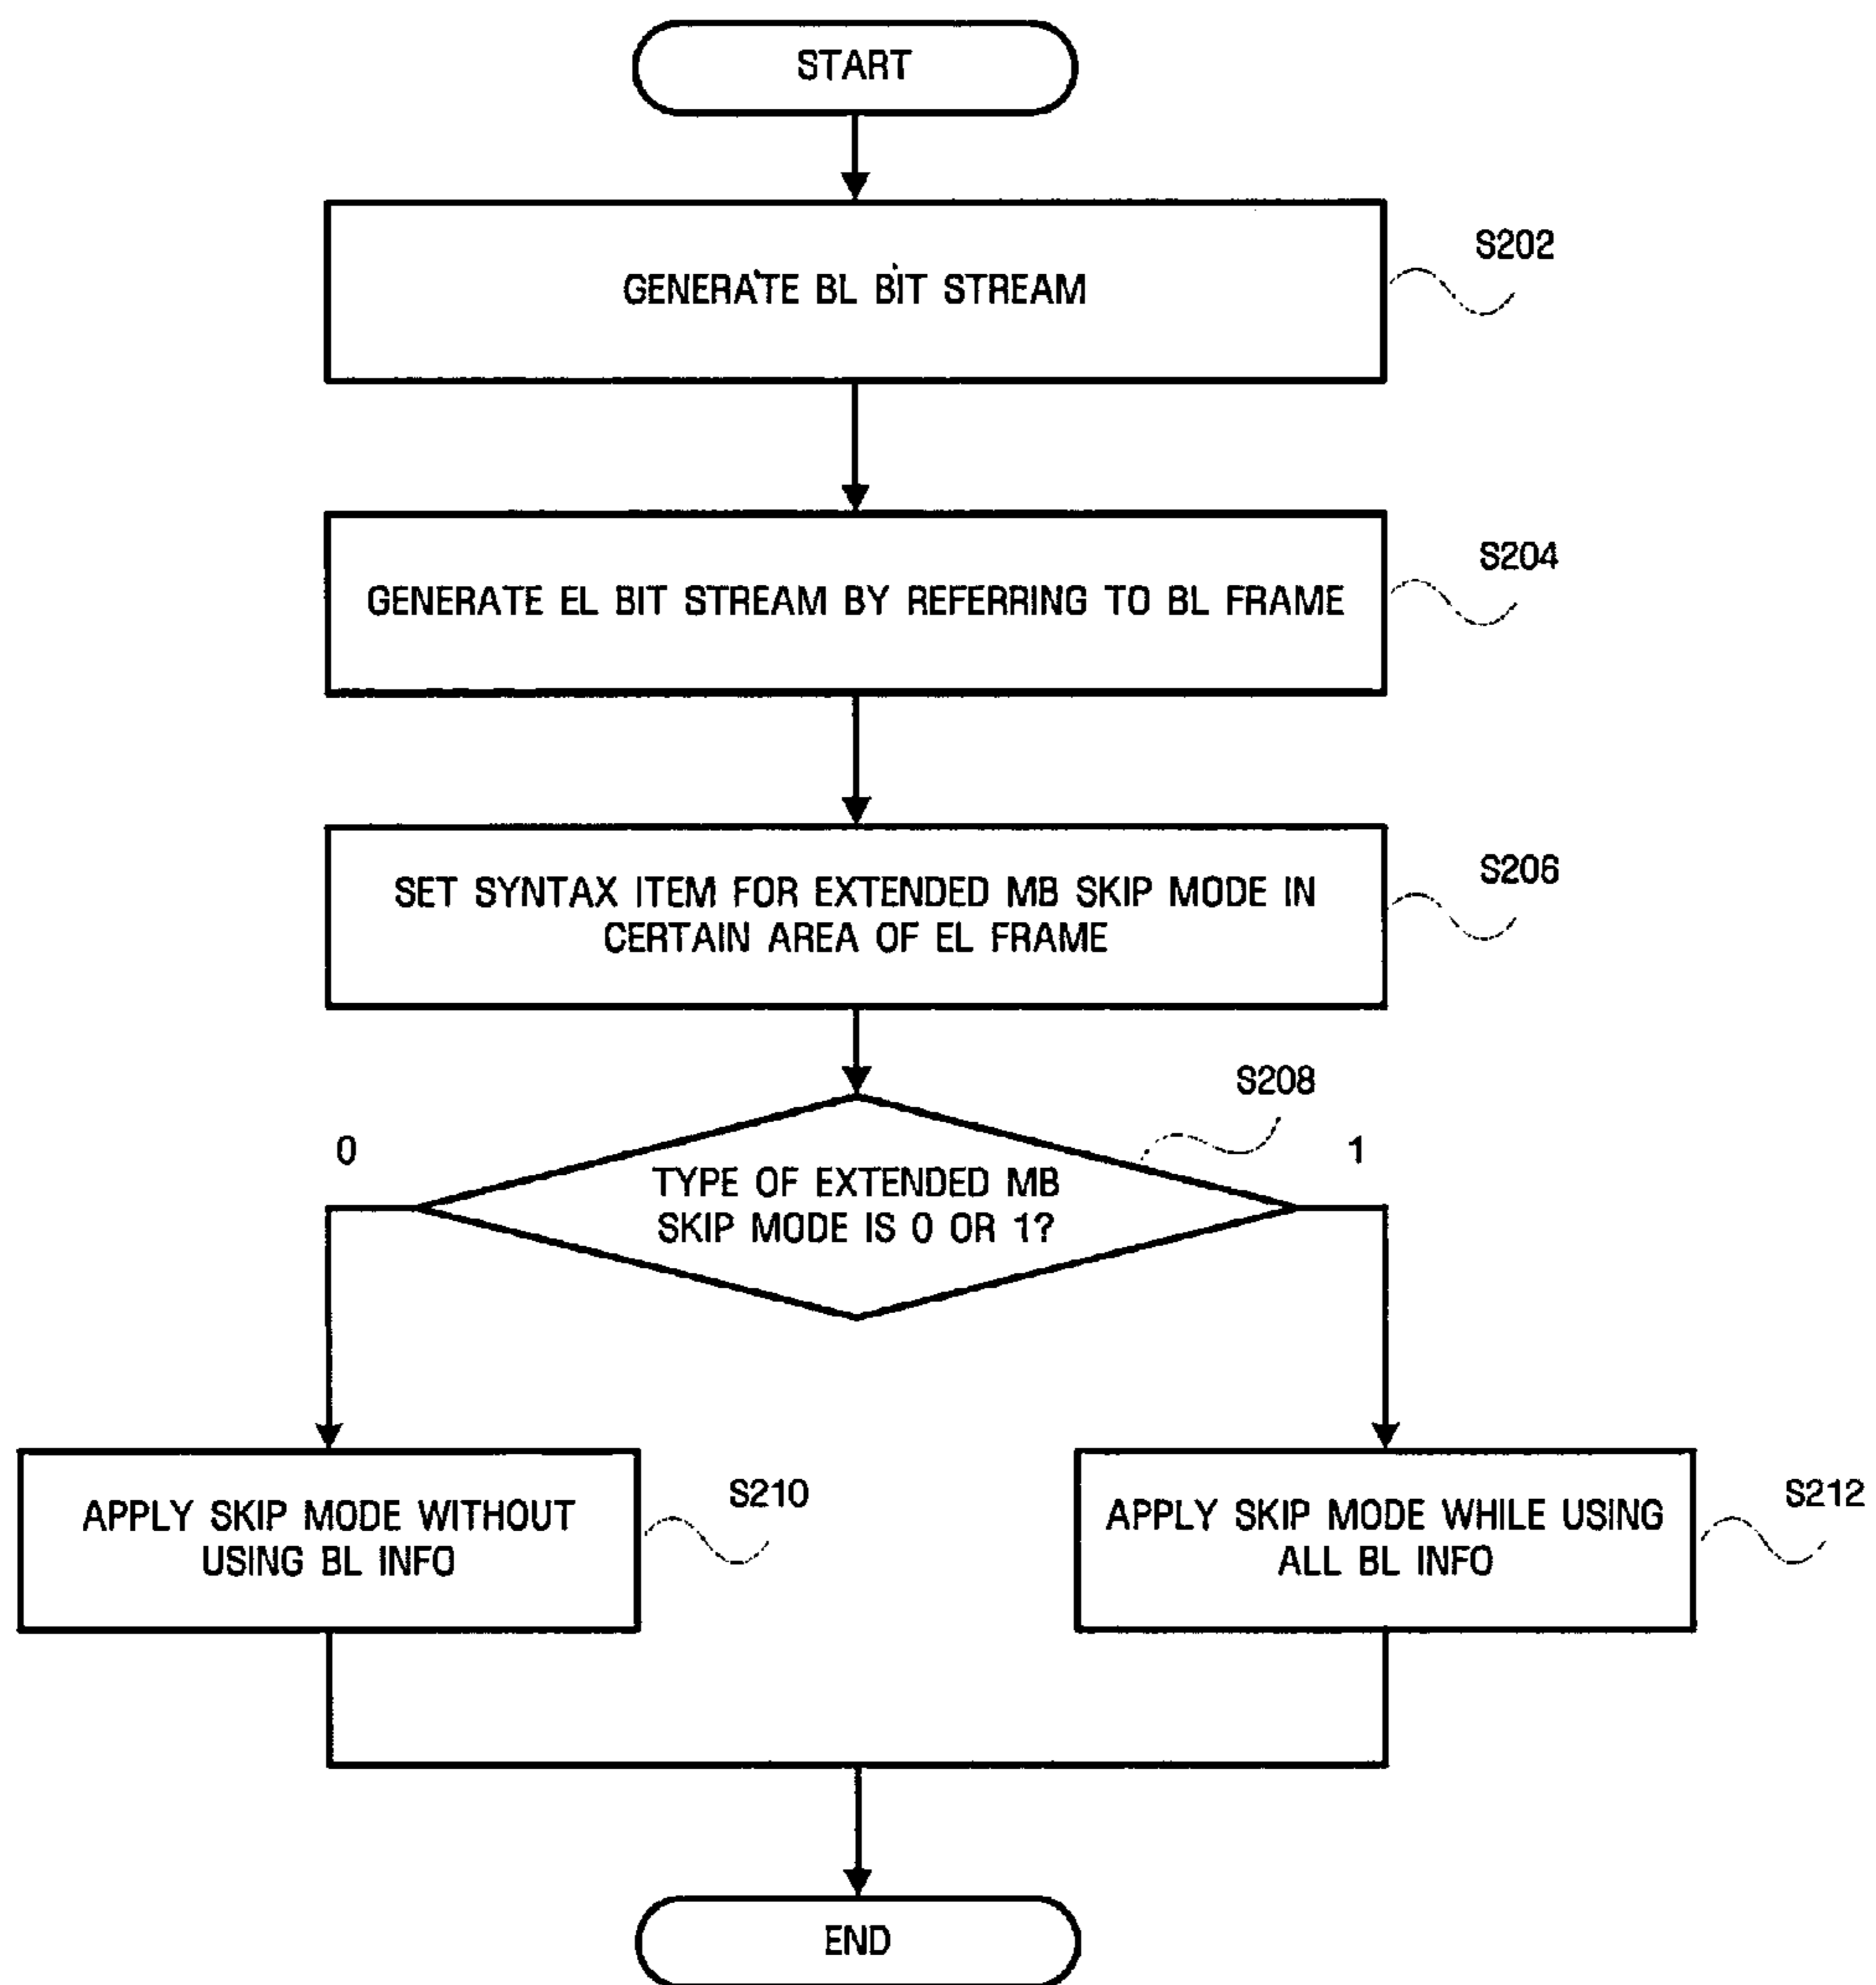 START
GENERATE BL BIT STREAM
S202
GENERATE EL BIT STREAM BY REFERRING TO BL FRAME
S204
SET SYNTAX ITEM FOR EXTENDED MB SKIP MODE IN
CERTAIN AREA OF EL FRAME
S206
S208
0
1
TYPE OF EXTENDED MB
SKIP MODE IS 0 OR 1?
APPLY SKIP MODE WITHOUT
USING BL INFO
S210
APPLY SKIP MODE WHILE USING
ALL BL INFO
S212
END